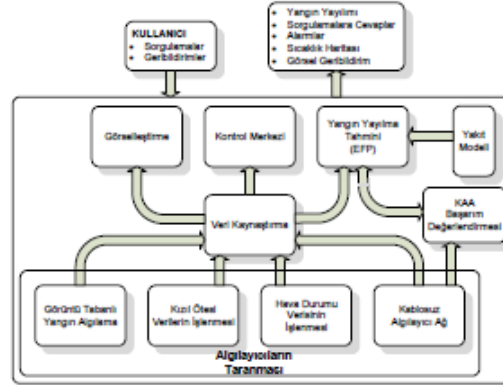 KULLANICI
• Sorgulamalar
• Geribildirimler
• Yangın Yayılımı
• Sorgulamalara Cevaplar
• Alarmlar
• Sıcaklık Haritası
• Görsel Geribildirim
Görselleştirme
Kontrol Merkezi
Yangın Yayılma
Tahmini
(EFP)
Yakıt
Modeli
Veri Kaynaştırma
KAA
Başarım
Değerlendirmesi
Görüntü Tabanlı
Yangın Algılama
Kızıl Ötesi
Verilerin İşlenmesi
Hava Durumu
Verisinin
İşlenmesi
Kablosuz
Algılayıcı Ağ
Algılayıcıların
Taranması